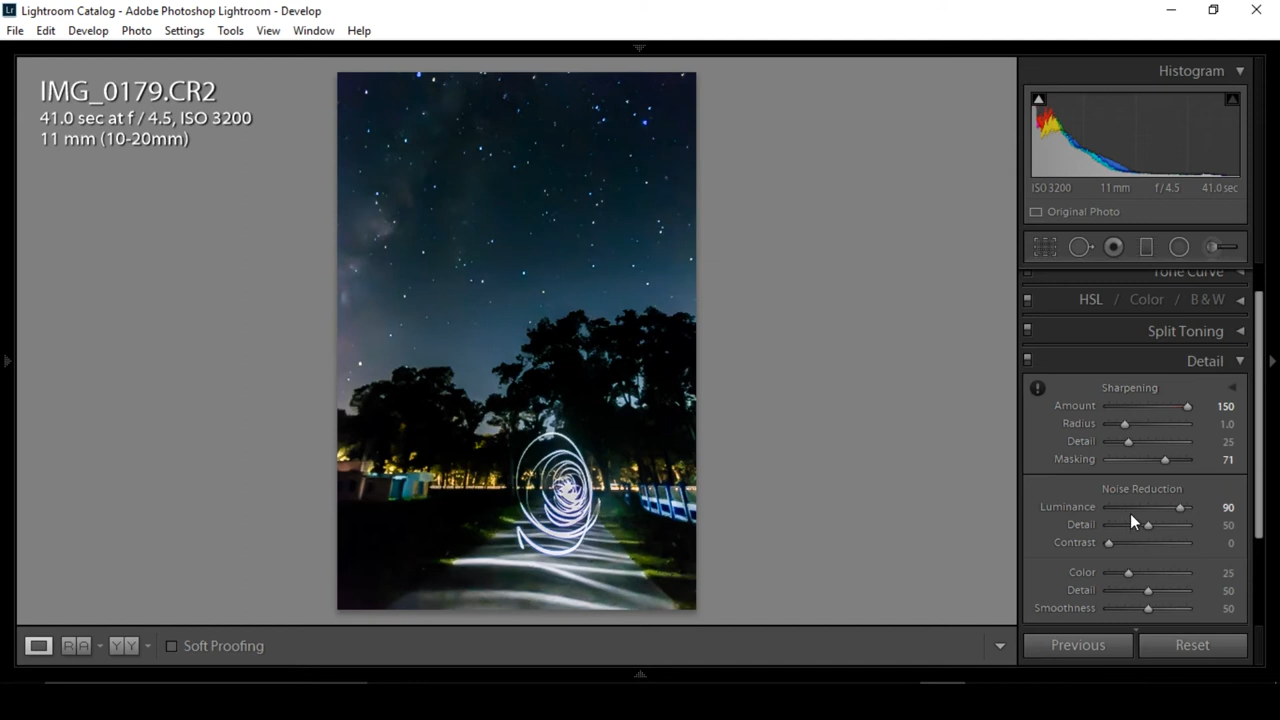 Lr Lightroom Catalog - Adobe Photoshop Lightroom - Develop
File Edit Develop Photo Settings Tools View Window Help
IMG_0179.CR2
41.0 sec at f / 4.5, ISO 3200
11 mm (10-20mm)
Histogram
ISO 3200 11 mm f/4.5 41.0 sec
Original Photo
Tone Curve
HSL / Color / B & W
Split Toning
Detail
Sharpening
Amount 150
Radius 1.0
Detail 25
Masking 71
Noise Reduction
Luminance 90
Detail 50
Contrast 0
Color 25
Detail 50
Smoothness 50
R A Y Y Soft Proofing
Previous Reset